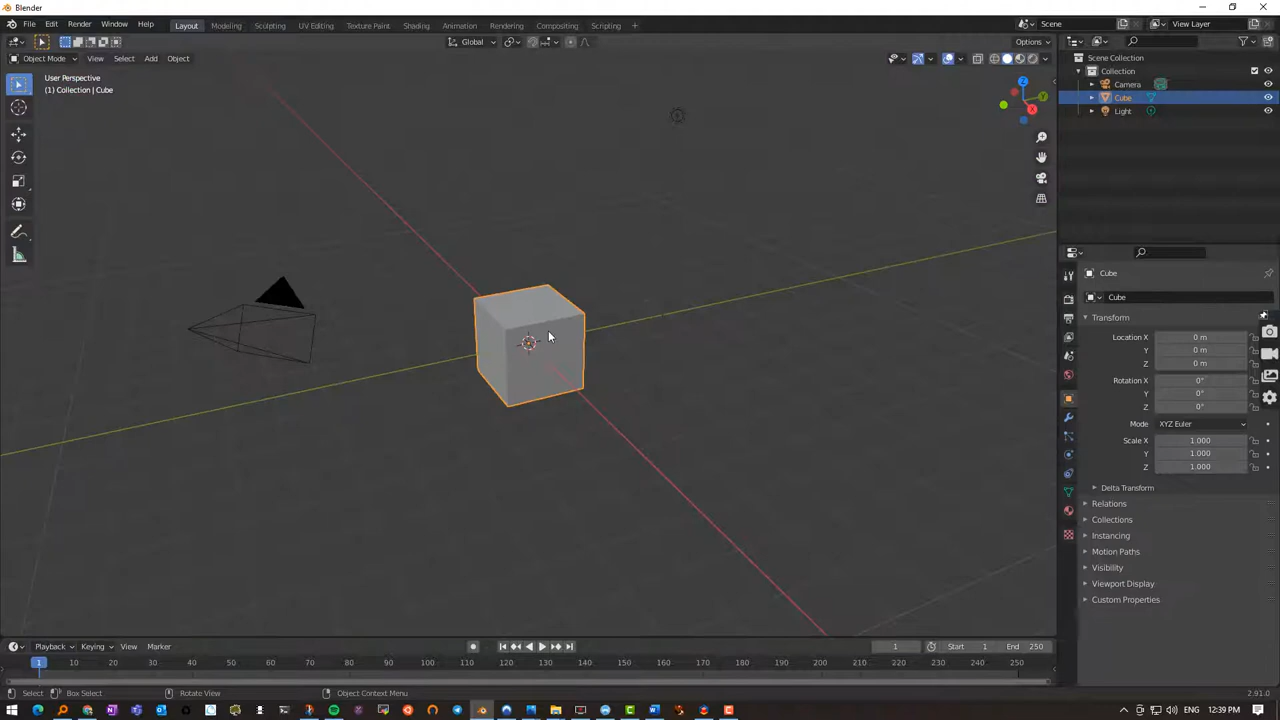 Blender
File Edit Render Window Help
Layout Modeling Sculpting UV Editing Texture Paint Shading Animation Rendering Compositing Scripting +
Scene
View Layer
Global
Options
Object Mode View Select Add Object
User Perspective
(1) Collection | Cube
X
Y
Z
Scene Collection
Collection
Camera
Cube
Light
Cube
Cube
Transform
Location X 0 m
Y 0 m
Z 0 m
Rotation X 0°
Y 0°
Z 0°
Mode XYZ Euler
Scale X 1.000
Y 1.000
Z 1.000
Delta Transform
Relations
Collections
Instancing
Motion Paths
Visibility
Viewport Display
Custom Properties
Playback Keying View Marker
1
Start 1
End 250
1 10 20 30 40 50 60 70 80 90 100 110 120 130 140 150 160 170 180 190 200 210 220 230 240 250
Select Box Select Rotate View Object Context Menu
2.91.0
ENG 12:39 PM